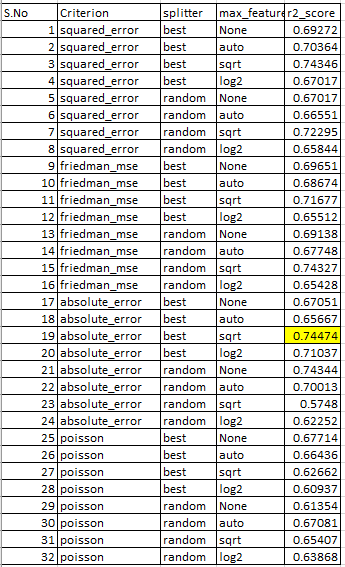 S.No Criterion splitter max_feature r2_score
1 squared_error best None 0.69272
2 squared_error best auto 0.70364
3 squared_error best sqrt 0.74346
4 squared_error best log2 0.67017
5 squared_error random None 0.67017
6 squared_error random auto 0.66551
7 squared_error random sqrt 0.72295
8 squared_error random log2 0.65844
9 friedman_mse best None 0.69651
10 friedman_mse best auto 0.68674
11 friedman_mse best sqrt 0.71677
12 friedman_mse best log2 0.65512
13 friedman_mse random None 0.69138
14 friedman_mse random auto 0.67748
15 friedman_mse random sqrt 0.74327
16 friedman_mse random log2 0.65428
17 absolute_error best None 0.67051
18 absolute_error best auto 0.65667
19 absolute_error best sqrt 0.74474
20 absolute_error best log2 0.71037
21 absolute_error random None 0.74344
22 absolute_error random auto 0.70013
23 absolute_error random sqrt 0.5748
24 absolute_error random log2 0.62252
25 poisson best None 0.67714
26 poisson best auto 0.66436
27 poisson best sqrt 0.62662
28 poisson best log2 0.60937
29 poisson random None 0.61354
30 poisson random auto 0.67081
31 poisson random sqrt 0.65407
32 poisson random log2 0.63868